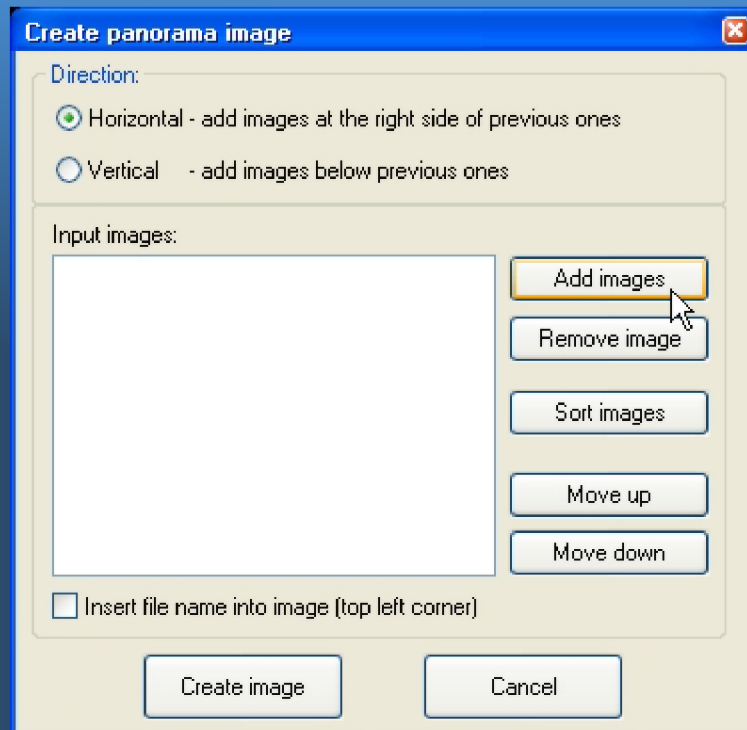 Create panorama image
Direction:
Horizontal - add images at the right side of previous ones
Vertical - add images below previous ones
Input images:
Add images
Remove image
Sort images
Move up
Move down
Insert file name into image (top left corner)
Create image
Cancel